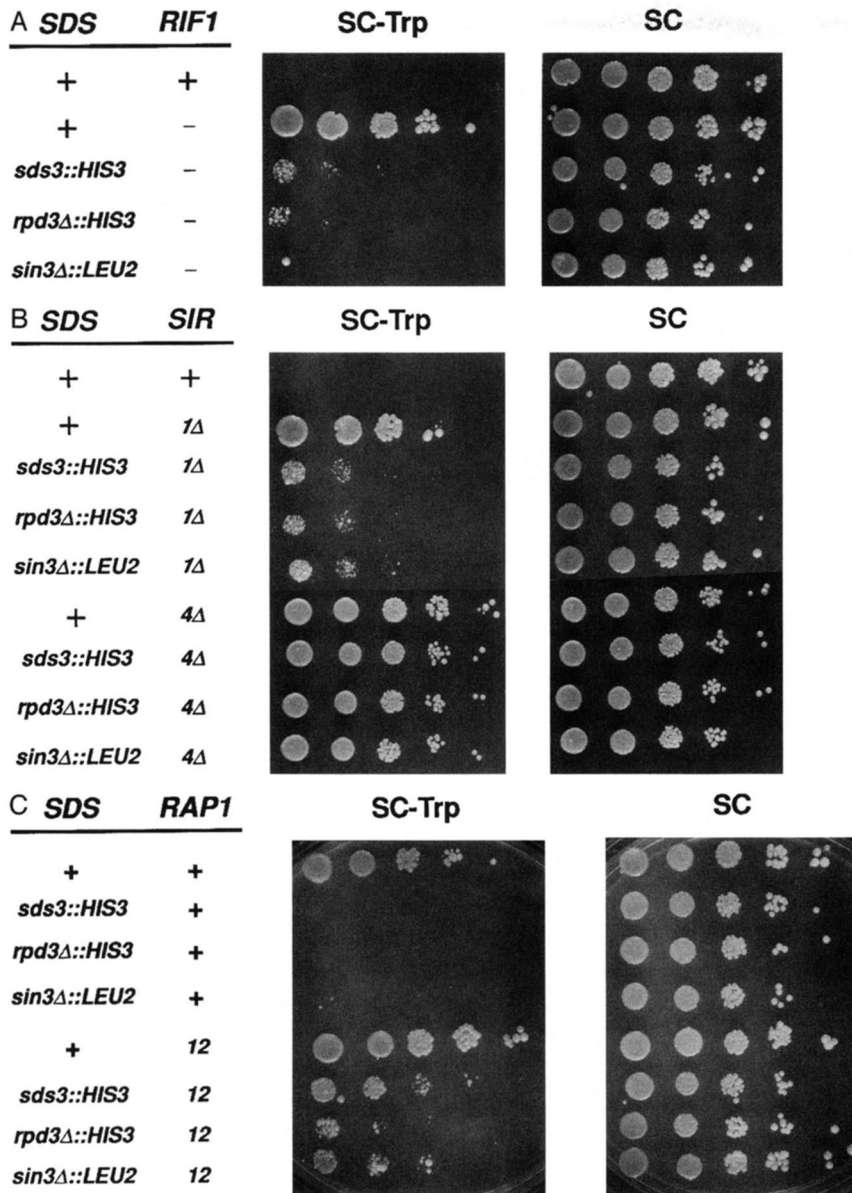 A SDS RIF1 SC-Trp SC
+ +
+ –
sds3::HIS3 –
rpd3Δ::HIS3 –
sin3Δ::LEU2 –
B SDS SIR SC-Trp SC
+ +
+ 1Δ
sds3::HIS3 1Δ
rpd3Δ::HIS3 1Δ
sin3Δ::LEU2 1Δ
+ 4Δ
sds3::HIS3 4Δ
rpd3Δ::HIS3 4Δ
sin3Δ::LEU2 4Δ
C SDS RAP1 SC-Trp SC
+ +
sds3::HIS3 +
rpd3Δ::HIS3 +
sin3Δ::LEU2 +
+ 12
sds3::HIS3 12
rpd3Δ::HIS3 12
sin3Δ::LEU2 12